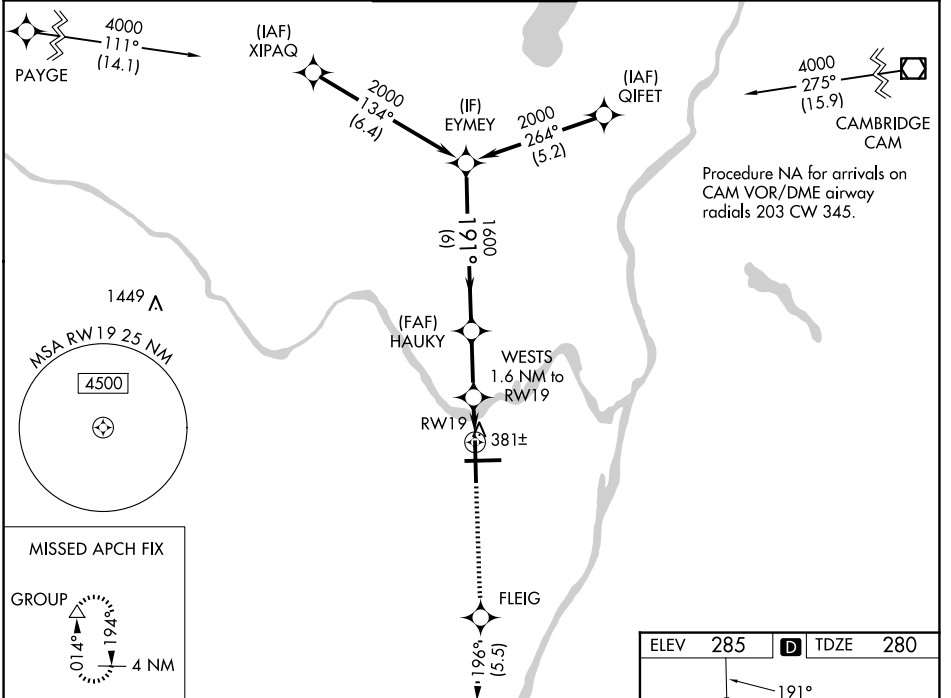 4000
111°
(14.1)
PAYGE
(IAF)
XIPAQ
2000
134°
(6.4)
(IF)
EYMEY
(IAF)
QIFET
2000
264°
(5.2)
4000
275°
(15.9)
CAMBRIDGE
CAM
Procedure NA for arrivals on
CAM VOR/DME airway
radials 203 CW 345.
1600
191°
(6)
1449
MSA RW19 25 NM
4500
(FAF)
HAUKY
WESTS
1.6 NM to
RW19
RW19
381±
MISSED APCH FIX
GROUP
014°
194°
4 NM
FLEIG
196°
(5.5)
ELEV 285 D TDZE 280
191°